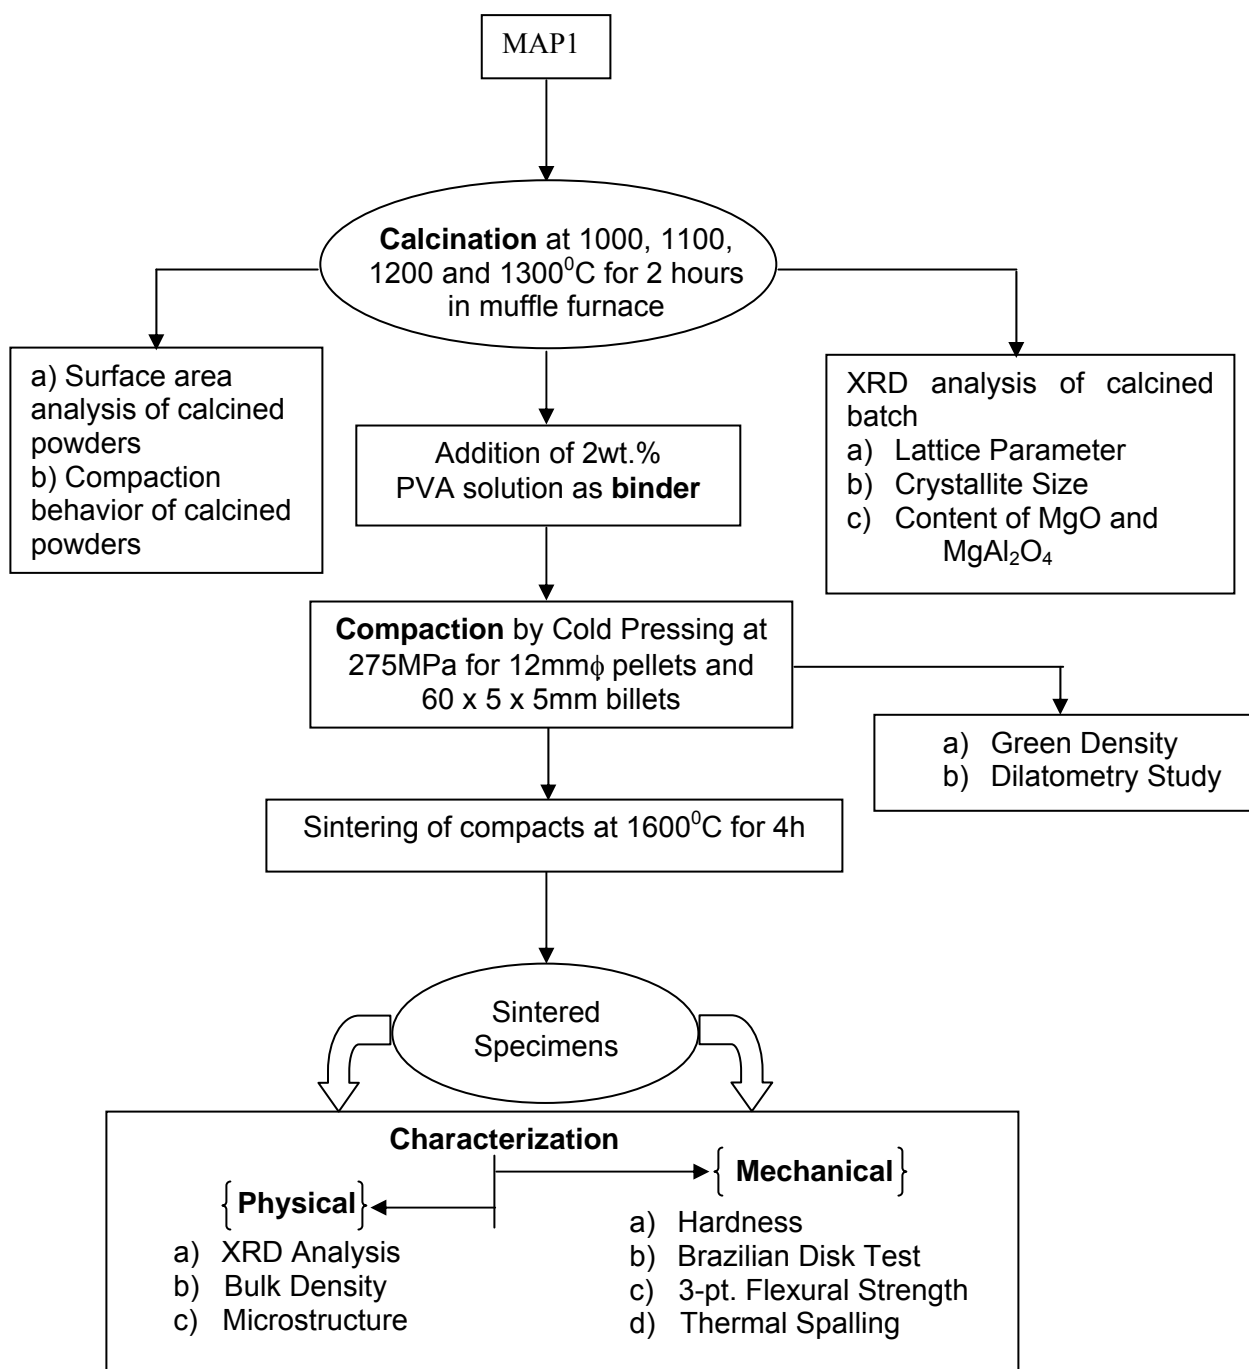 MAP1
Calcination at 1000, 1100,
1200 and 1300⁰C for 2 hours
in muffle furnace
a) Surface area
analysis of calcined
powders
b) Compaction
behavior of calcined
powders
Addition of 2wt.%
PVA solution as binder
XRD analysis of calcined
batch
a) Lattice Parameter
b) Crystallite Size
c) Content of MgO and
MgAl₂O₄
Compaction by Cold Pressing at
275MPa for 12mmϕ pellets and
60 x 5 x 5mm billets
a) Green Density
b) Dilatometry Study
Sintering of compacts at 1600⁰C for 4h
Sintered
Specimens
Characterization
{Physical}
a) XRD Analysis
b) Bulk Density
c) Microstructure
{Mechanical}
a) Hardness
b) Brazilian Disk Test
c) 3-pt. Flexural Strength
d) Thermal Spalling